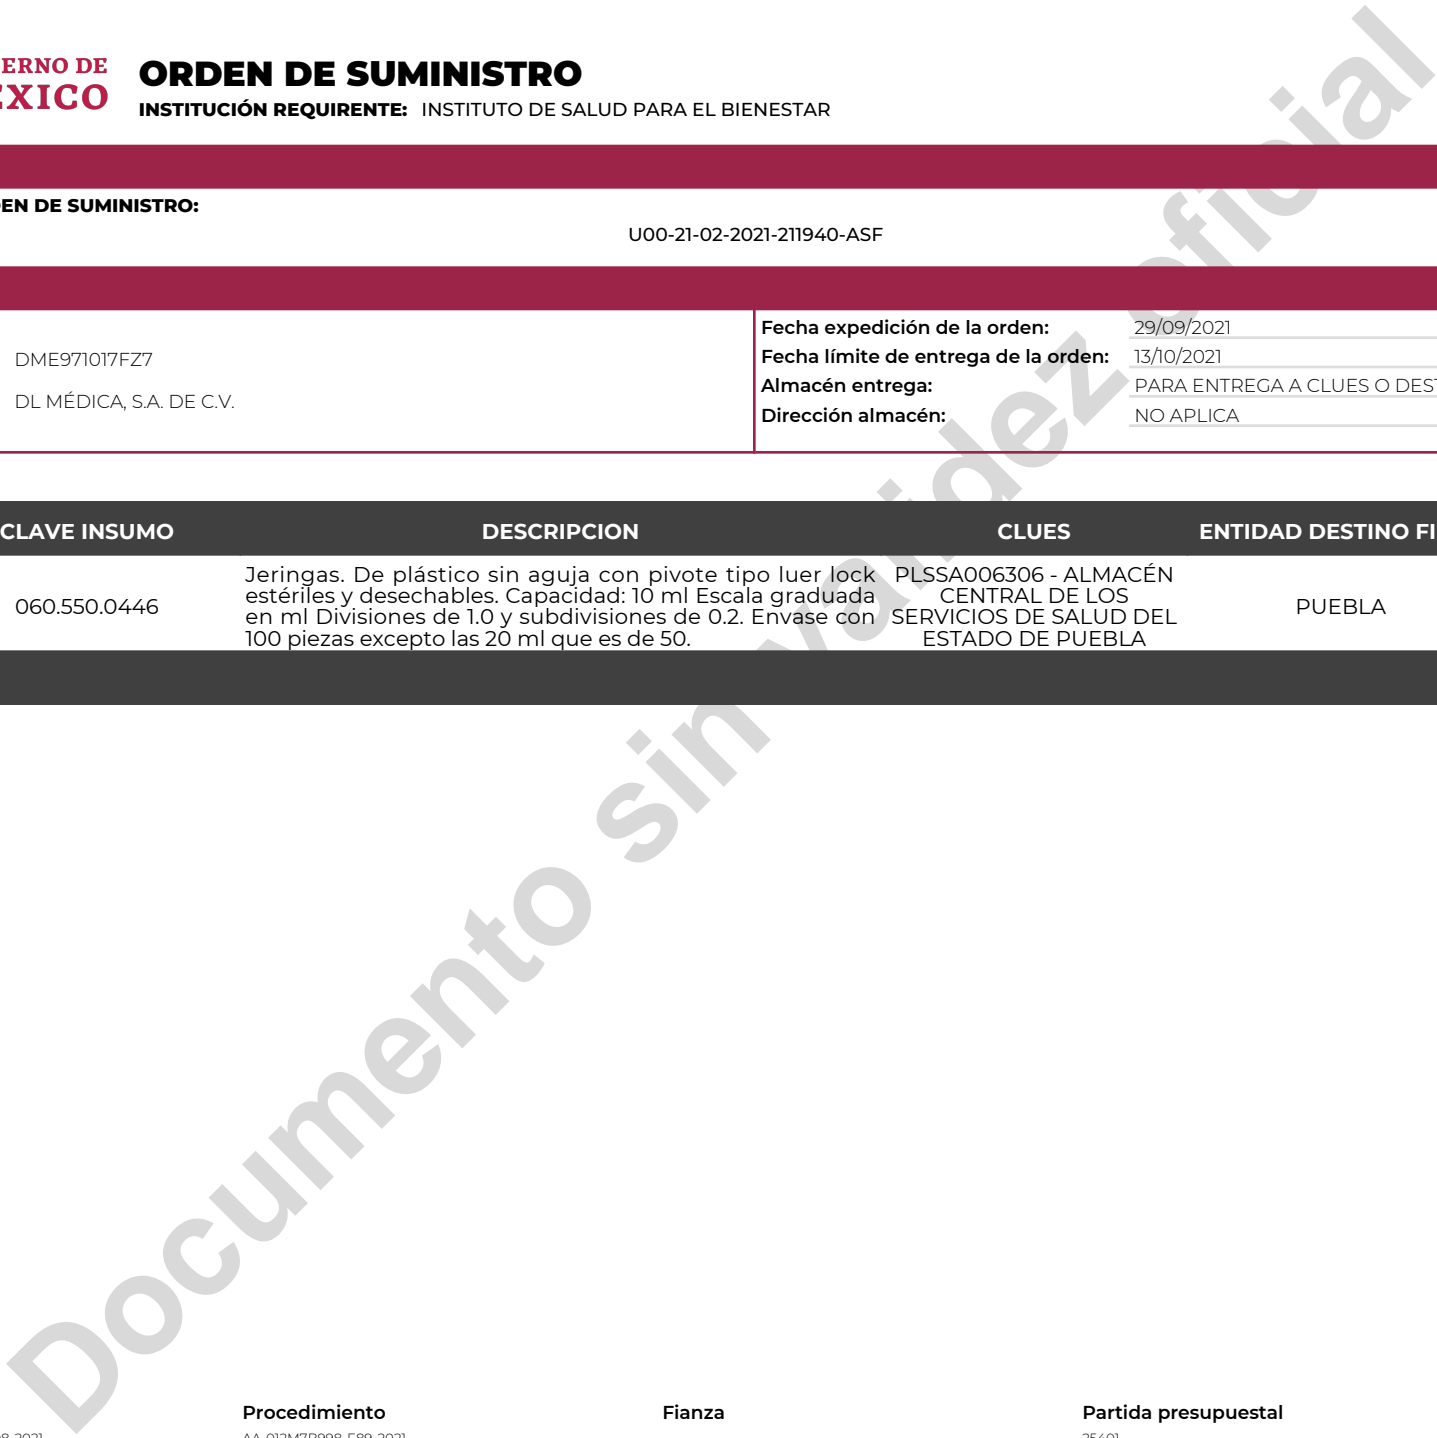 ERNO DE
EXICO
ORDEN DE SUMINISTRO
INSTITUCIÓN REQUIRENTE: INSTITUTO DE SALUD PARA EL BIENESTAR
EN DE SUMINISTRO:
U00-21-02-2021-211940-ASF
DME971017FZ7
DL MÉDICA, S.A. DE C.V.
Fecha expedición de la orden: 29/09/2021
Fecha límite de entrega de la orden: 13/10/2021
Almacén entrega: PARA ENTREGA A CLUES O DEST
Dirección almacén: NO APLICA
CLAVE INSUMO DESCRIPCION CLUES ENTIDAD DESTINO FI
060.550.0446
Jeringas. De plástico sin aguja con pivote tipo luer lock
estériles y desechables. Capacidad: 10 ml Escala graduada
en ml Divisiones de 1.0 y subdivisiones de 0.2. Envase con
100 piezas excepto las 20 ml que es de 50.
PLSSA006306 - ALMACÉN
CENTRAL DE LOS
SERVICIOS DE SALUD DEL
ESTADO DE PUEBLA
PUEBLA
Documento sin validez oficial
Procedimiento Fianza Partida presupuestal